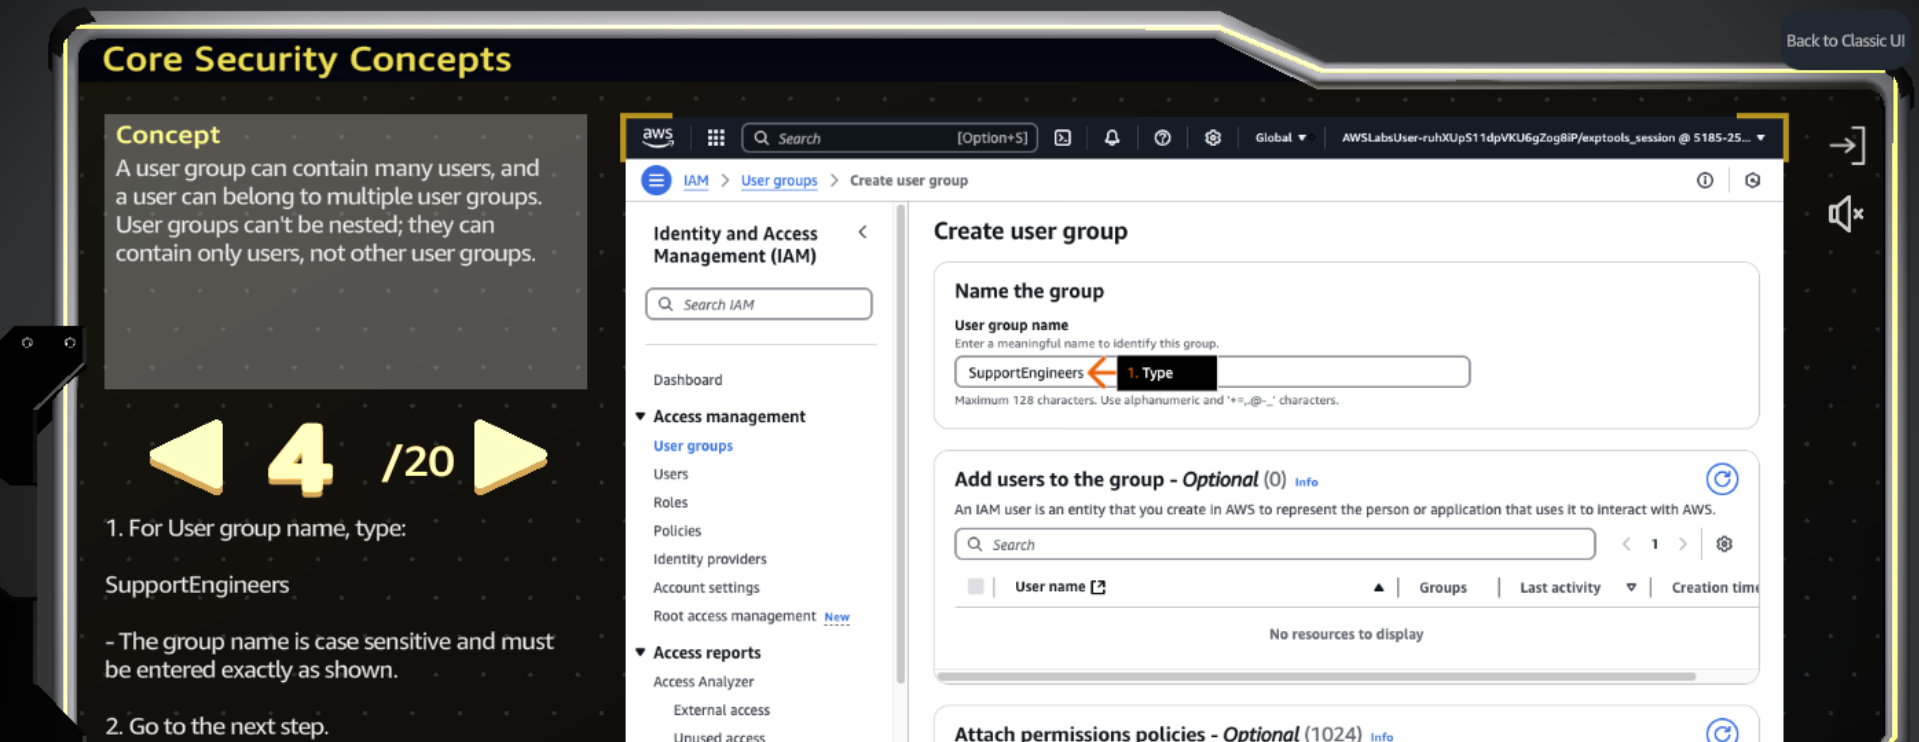 Back to Classic UI
Core Security Concepts
Concept
A user group can contain many users, and
a user can belong to multiple user groups.
User groups can't be nested; they can
contain only users, not other user groups.
4 /20
1. For User group name, type:
SupportEngineers
- The group name is case sensitive and must
be entered exactly as shown.
2. Go to the next step.
aws
Search [Option+S]
Global
AWSLabsUser-ruhXUpS11dpVKU6gZog8iP/exptools_session @ 5185-25...
IAM > User groups > Create user group
Identity and Access
Management (IAM)
Search IAM
Dashboard
Access management
User groups
Users
Roles
Policies
Identity providers
Account settings
Root access management New
Access reports
Access Analyzer
External access
Unused access
Create user group
Name the group
User group name
Enter a meaningful name to identify this group.
SupportEngineers
1. Type
Maximum 128 characters. Use alphanumeric and '+=,.@-_' characters.
Add users to the group - Optional (0) Info
An IAM user is an entity that you create in AWS to represent the person or application that uses it to interact with AWS.
Search
1
User name Groups Last activity Creation time
No resources to display
Attach permissions policies - Optional (1024) Info